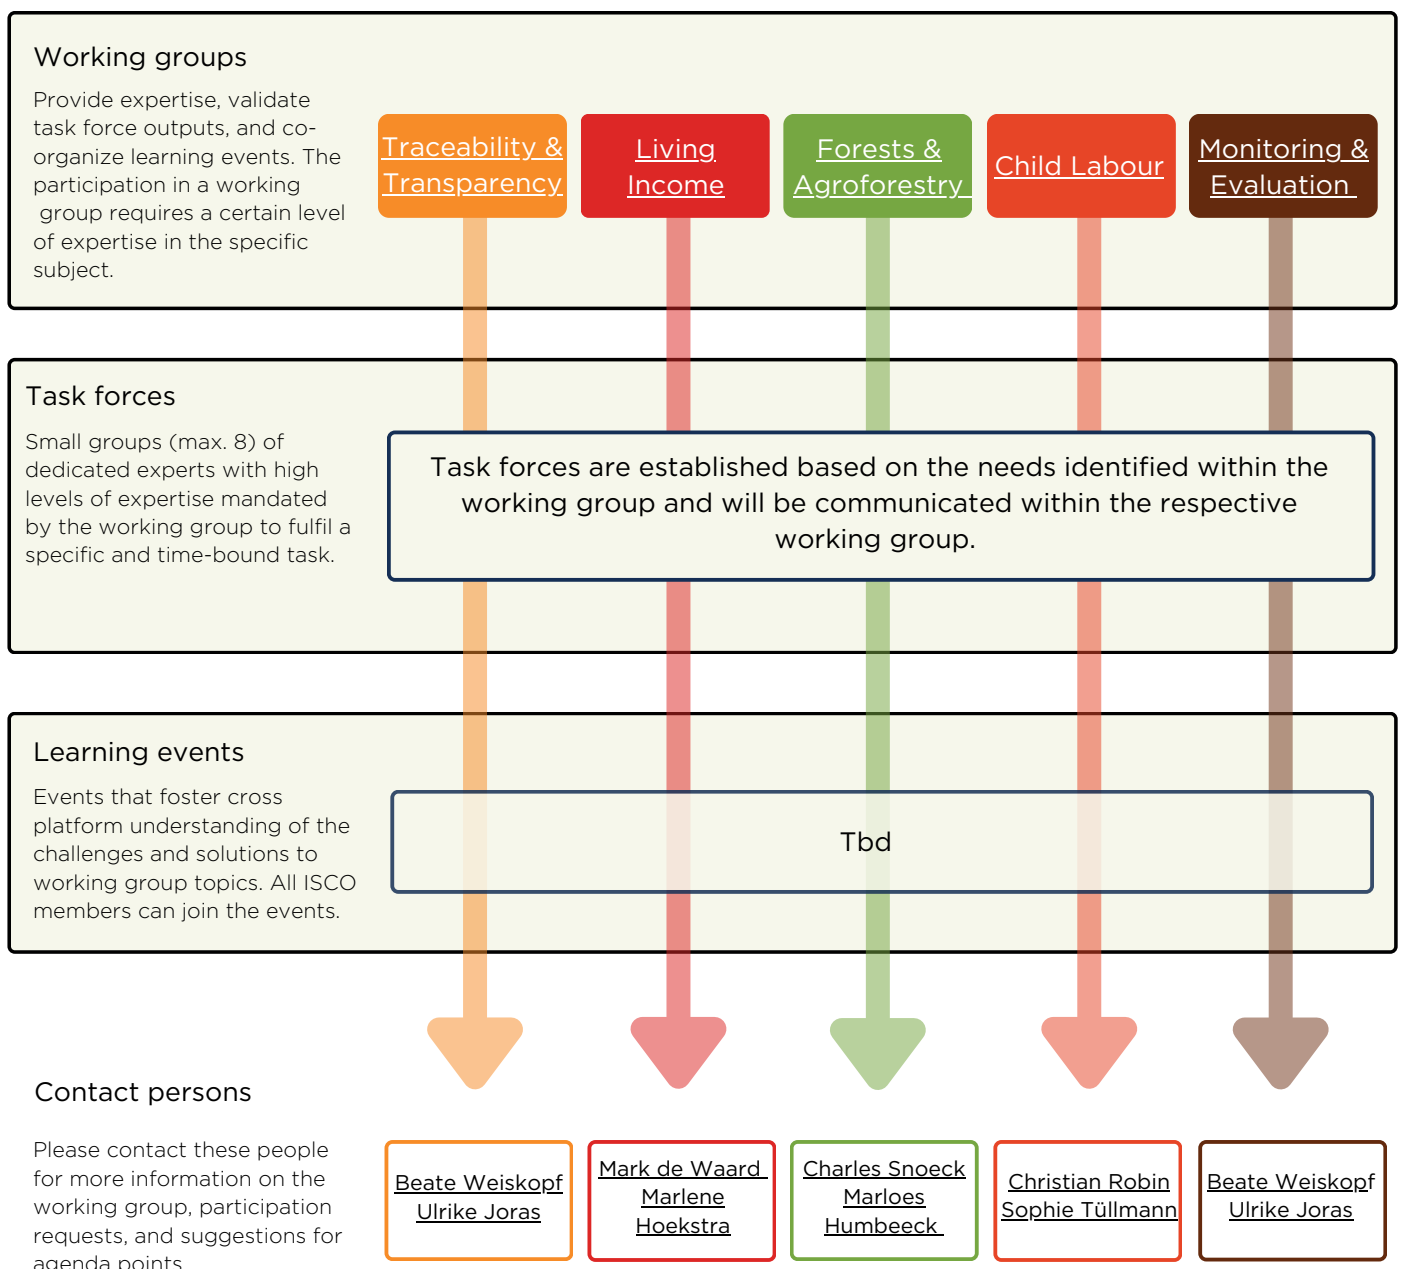 Working groups
Provide expertise, validate
task force outputs, and co-
organize learning events. The
participation in a working
group requires a certain level
of expertise in the specific
subject.
Traceability &
Transparency
Living
Income
Forests &
Agroforestry
Child Labour
Monitoring &
Evaluation
Task forces
Small groups (max. 8) of
dedicated experts with high
levels of expertise mandated
by the working group to fulfil a
specific and time-bound task.
Task forces are established based on the needs identified within the
working group and will be communicated within the respective
working group.
Learning events
Events that foster cross
platform understanding of the
challenges and solutions to
working group topics. All ISCO
members can join the events.
Tbd
Contact persons
Please contact these people
for more information on the
working group, participation
requests, and suggestions for
agenda points
Beate Weiskopf
Ulrike Joras
Mark de Waard
Marlene
Hoekstra
Charles Snoeck
Marloes
Humbeeck
Christian Robin
Sophie Tüllmann
Beate Weiskopf
Ulrike Joras